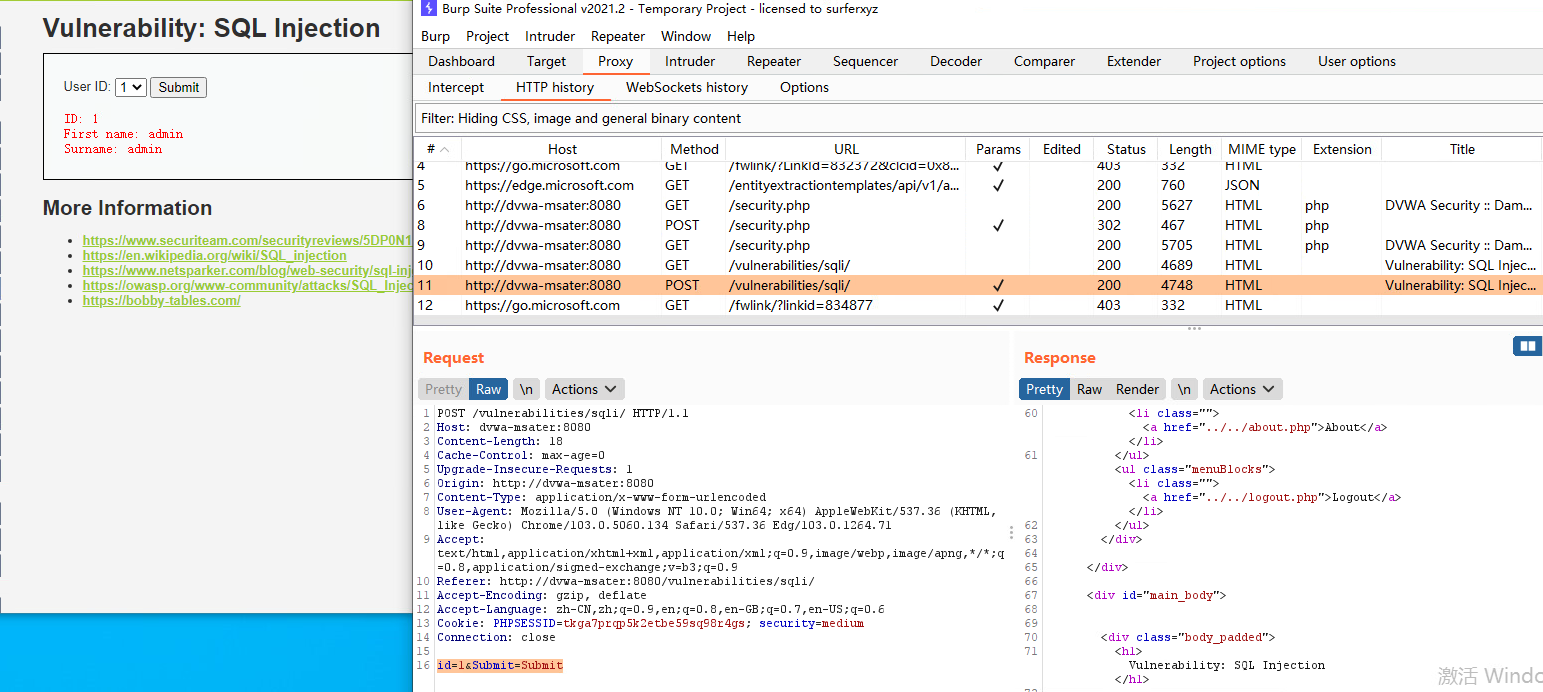 Vulnerability: SQL Injection
User ID: 1 Submit
ID: 1
First name: admin
Surname: admin
More Information
https://www.securiteam.com/securityreviews/5DP0N1
https://en.wikipedia.org/wiki/SQL_injection
https://www.netsparker.com/blog/web-security/sql-inj
https://owasp.org/www-community/attacks/SQL_Injec
https://bobby-tables.com/
Burp Suite Professional v2021.2 - Temporary Project - licensed to surferxyz
Burp Project Intruder Repeater Window Help
Dashboard Target Proxy Intruder Repeater Sequencer Decoder Comparer Extender Project options User options
Intercept HTTP history WebSockets history Options
Filter: Hiding CSS, image and general binary content
# Host Method URL Params Edited Status Length MIME type Extension Title
4 https://go.microsoft.com GET /fwlink/?LinkId=832372&clcid=0x8... ✓ 403 332 HTML
5 https://edge.microsoft.com GET /entityextractiontemplates/api/v1/a... ✓ 200 760 JSON
6 http://dvwa-msater:8080 GET /security.php 200 5627 HTML php DVWA Security :: Dam...
8 http://dvwa-msater:8080 POST /security.php ✓ 302 467 HTML php
9 http://dvwa-msater:8080 GET /security.php 200 5705 HTML php DVWA Security :: Dam...
10 http://dvwa-msater:8080 GET /vulnerabilities/sqli/ 200 4689 HTML Vulnerability: SQL Injec...
11 http://dvwa-msater:8080 POST /vulnerabilities/sqli/ ✓ 200 4748 HTML Vulnerability: SQL Injec...
12 https://go.microsoft.com GET /fwlink/?linkid=834877 ✓ 403 332 HTML
Request
Pretty Raw \n Actions
1 POST /vulnerabilities/sqli/ HTTP/1.1
2 Host: dvwa-msater:8080
3 Content-Length: 18
4 Cache-Control: max-age=0
5 Upgrade-Insecure-Requests: 1
6 Origin: http://dvwa-msater:8080
7 Content-Type: application/x-www-form-urlencoded
8 User-Agent: Mozilla/5.0 (Windows NT 10.0; Win64; x64) AppleWebKit/537.36 (KHTML,
like Gecko) Chrome/103.0.5060.134 Safari/537.36 Edg/103.0.1264.71
9 Accept:
text/html,application/xhtml+xml,application/xml;q=0.9,image/webp,image/apng,*/*;q
=0.8,application/signed-exchange;v=b3;q=0.9
10 Referer: http://dvwa-msater:8080/vulnerabilities/sqli/
11 Accept-Encoding: gzip, deflate
12 Accept-Language: zh-CN,zh;q=0.9,en;q=0.8,en-GB;q=0.7,en-US;q=0.6
13 Cookie: PHPSESSID=tkga7prqp5k2etbe59sq98r4gs; security=medium
14 Connection: close
15
16 id=1&Submit=Submit
Response
Pretty Raw Render \n Actions
60 <li class="">
<a href="../../about.php">About</a>
</li>
61 </ul>
<ul class="menuBlocks">
<li class="">
<a href="../../logout.php">Logout</a>
</li>
62 </ul>
63 </div>
64
65 </div>
66
67 <div id="main_body">
68
69
70 <div class="body_padded">
71 <h1>
Vulnerability: SQL Injection
</h1>
激活 Windo